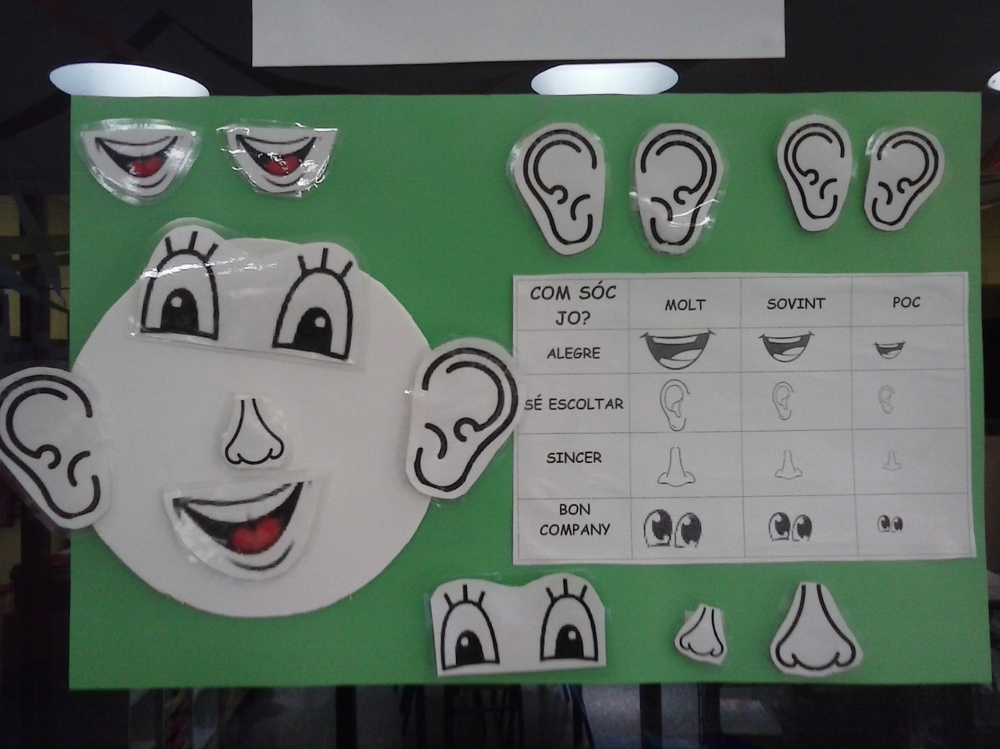 COM SÓC
JO?
MOLT
SOVINT
POC
ALEGRE
SÉ ESCOLTAR
SINCER
BON
COMPANY